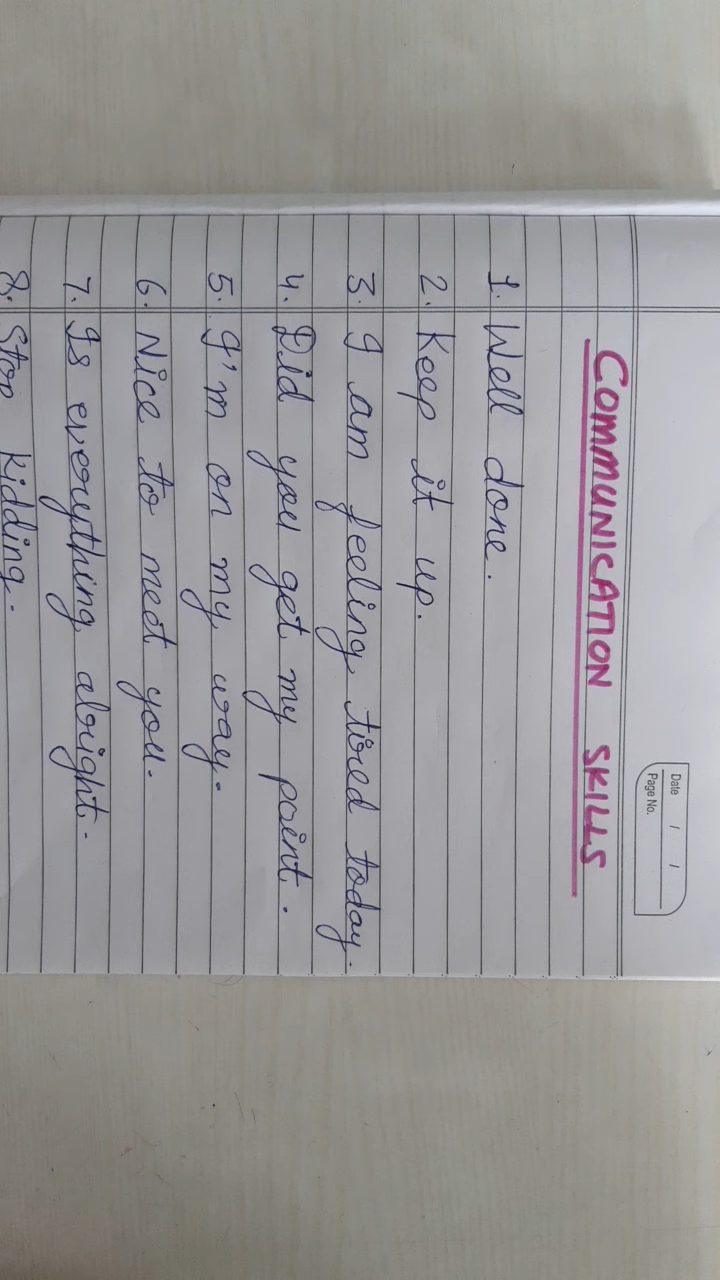 Date / /
Page No.
COMMUNICATION SKILLS
1. Well done.
2. Keep it up.
3. I am feeling tired today.
4. Did you get my point.
5. I'm on my way.
6. Nice to meet you.
7. Is everything alright.
8. Stop kidding.